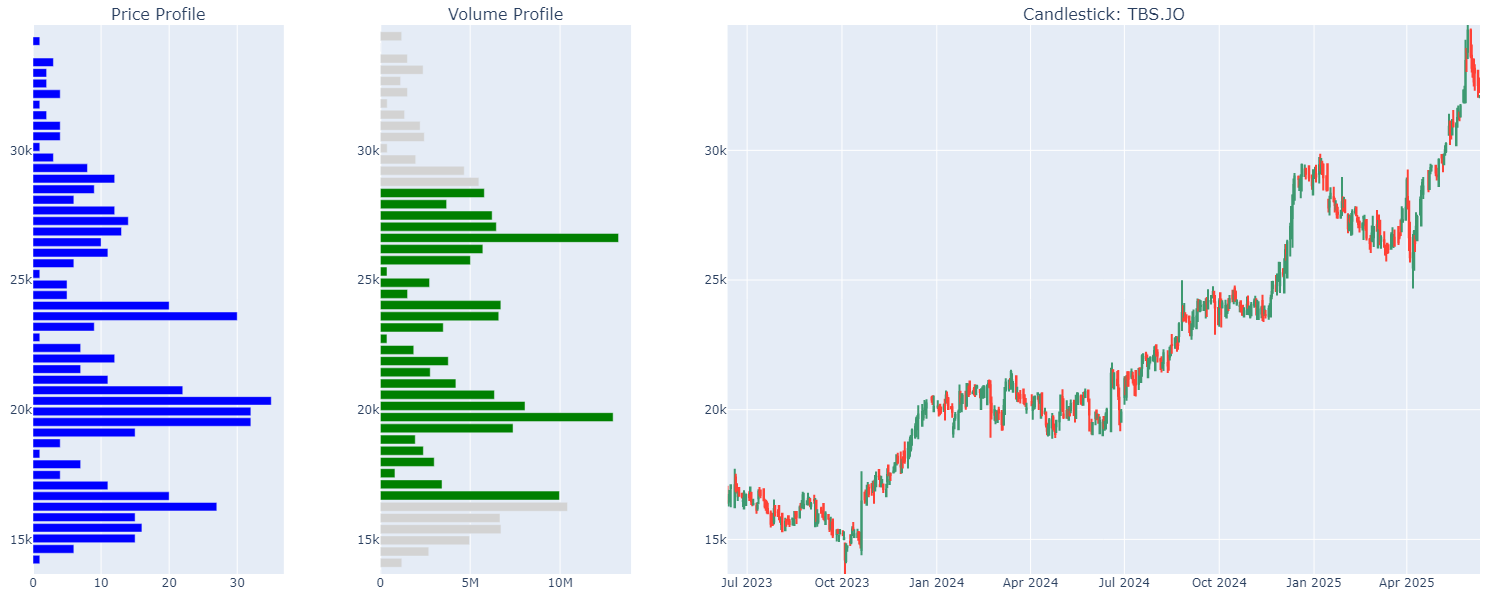 Price Profile
Volume Profile
Candlestick: TBS.JO
30k
25k
20k
15k
0
10
20
30
30k
25k
20k
15k
0
5M
10M
30k
25k
20k
15k
Jul 2023
Oct 2023
Jan 2024
Apr 2024
Jul 2024
Oct 2024
Jan 2025
Apr 2025